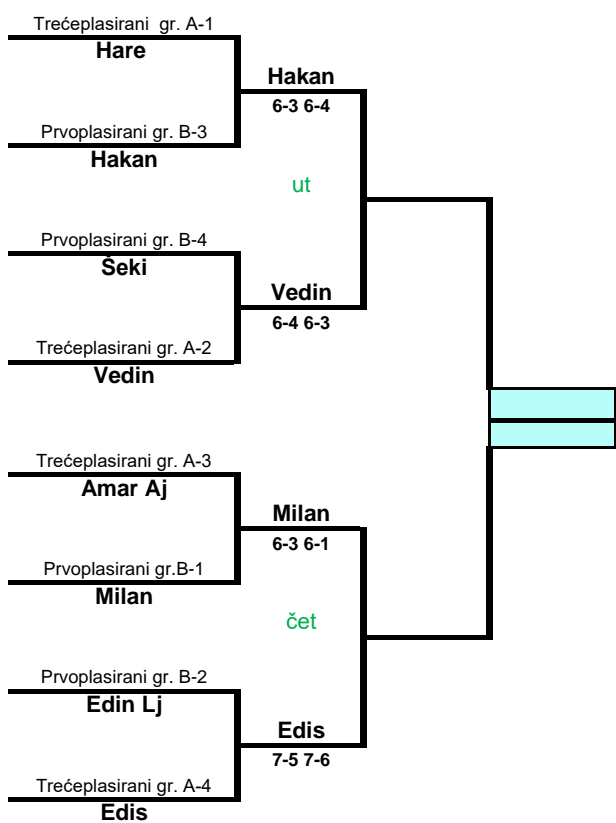 Trećeplasirani gr. A-1
Hare
Hakan
6-3 6-4
Prvoplasirani gr. B-3
Hakan
ut
Prvoplasirani gr. B-4
Šeki
Vedin
6-4 6-3
Trećeplasirani gr. A-2
Vedin
Trećeplasirani gr. A-3
Amar Aj
Milan
6-3 6-1
Prvoplasirani gr.B-1
Milan
čet
Prvoplasirani gr. B-2
Edin Lj
Edis
7-5 7-6
Trećeplasirani gr. A-4
Edis